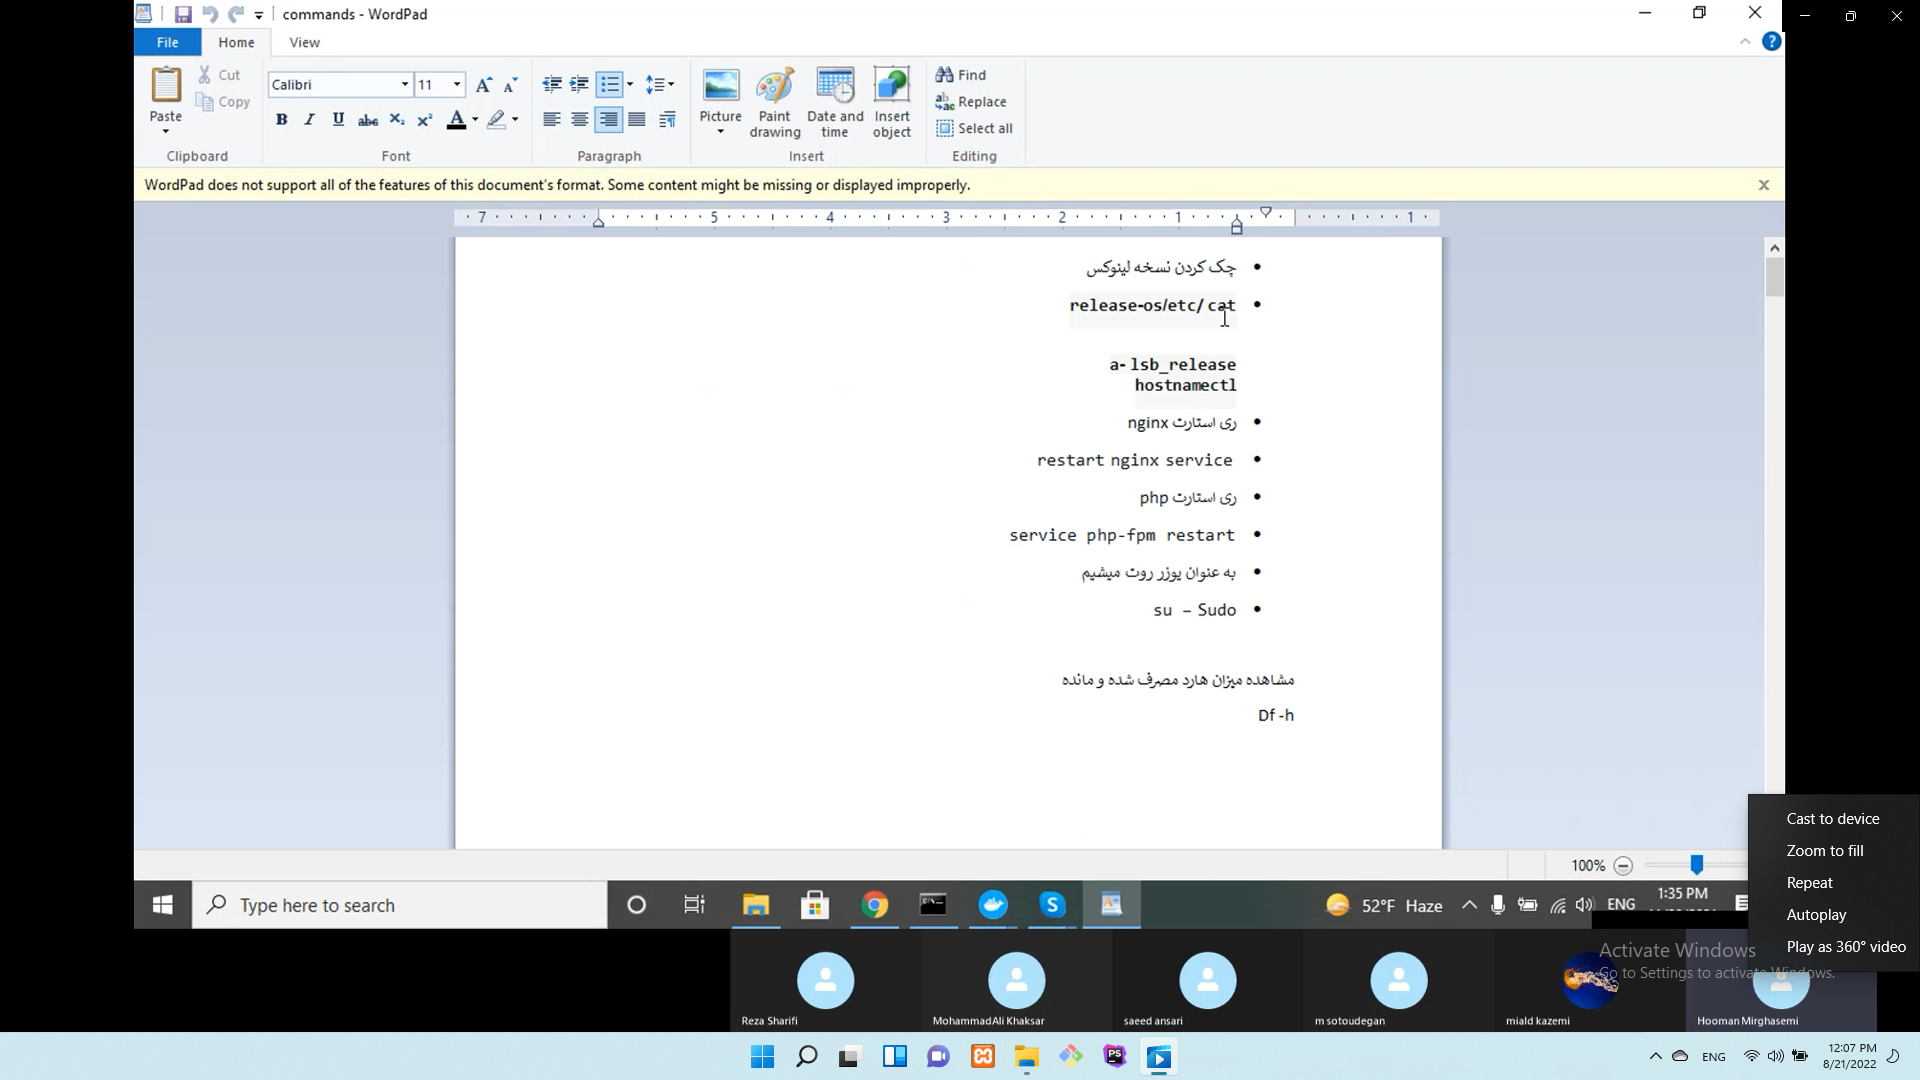 commands - WordPad
File
Home
View
Paste
Cut
Copy
Clipboard
Calibri
11
Font
Paragraph
Picture
Paint drawing
Date and time
Insert object
Insert
Find
Replace
Select all
Editing
WordPad does not support all of the features of this document's format. Some content might be missing or displayed improperly.
7 5 4 3 2 1 1
چک کردن نسخه لینوکس
release-os/etc/ cat
a- lsb_release
hostnamectl
ری استارت nginx
restart nginx service
ری استارت php
service php-fpm restart
به عنوان یوزر روت میشیم
su – Sudo
مشاهده میزان هارد مصرف شده و مانده
Df -h
Cast to device
Zoom to fill
Repeat
Autoplay
Play as 360° video
100%
Type here to search
52°F Haze
ENG
1:35 PM
Activate Windows
Go to Settings to activate Windows.
Reza Sharifi
MohammadAli Khaksar
saeed ansari
m sotoudegan
miald kazemi
Hooman Mirghasemi
PS
ENG
12:07 PM
8/21/2022